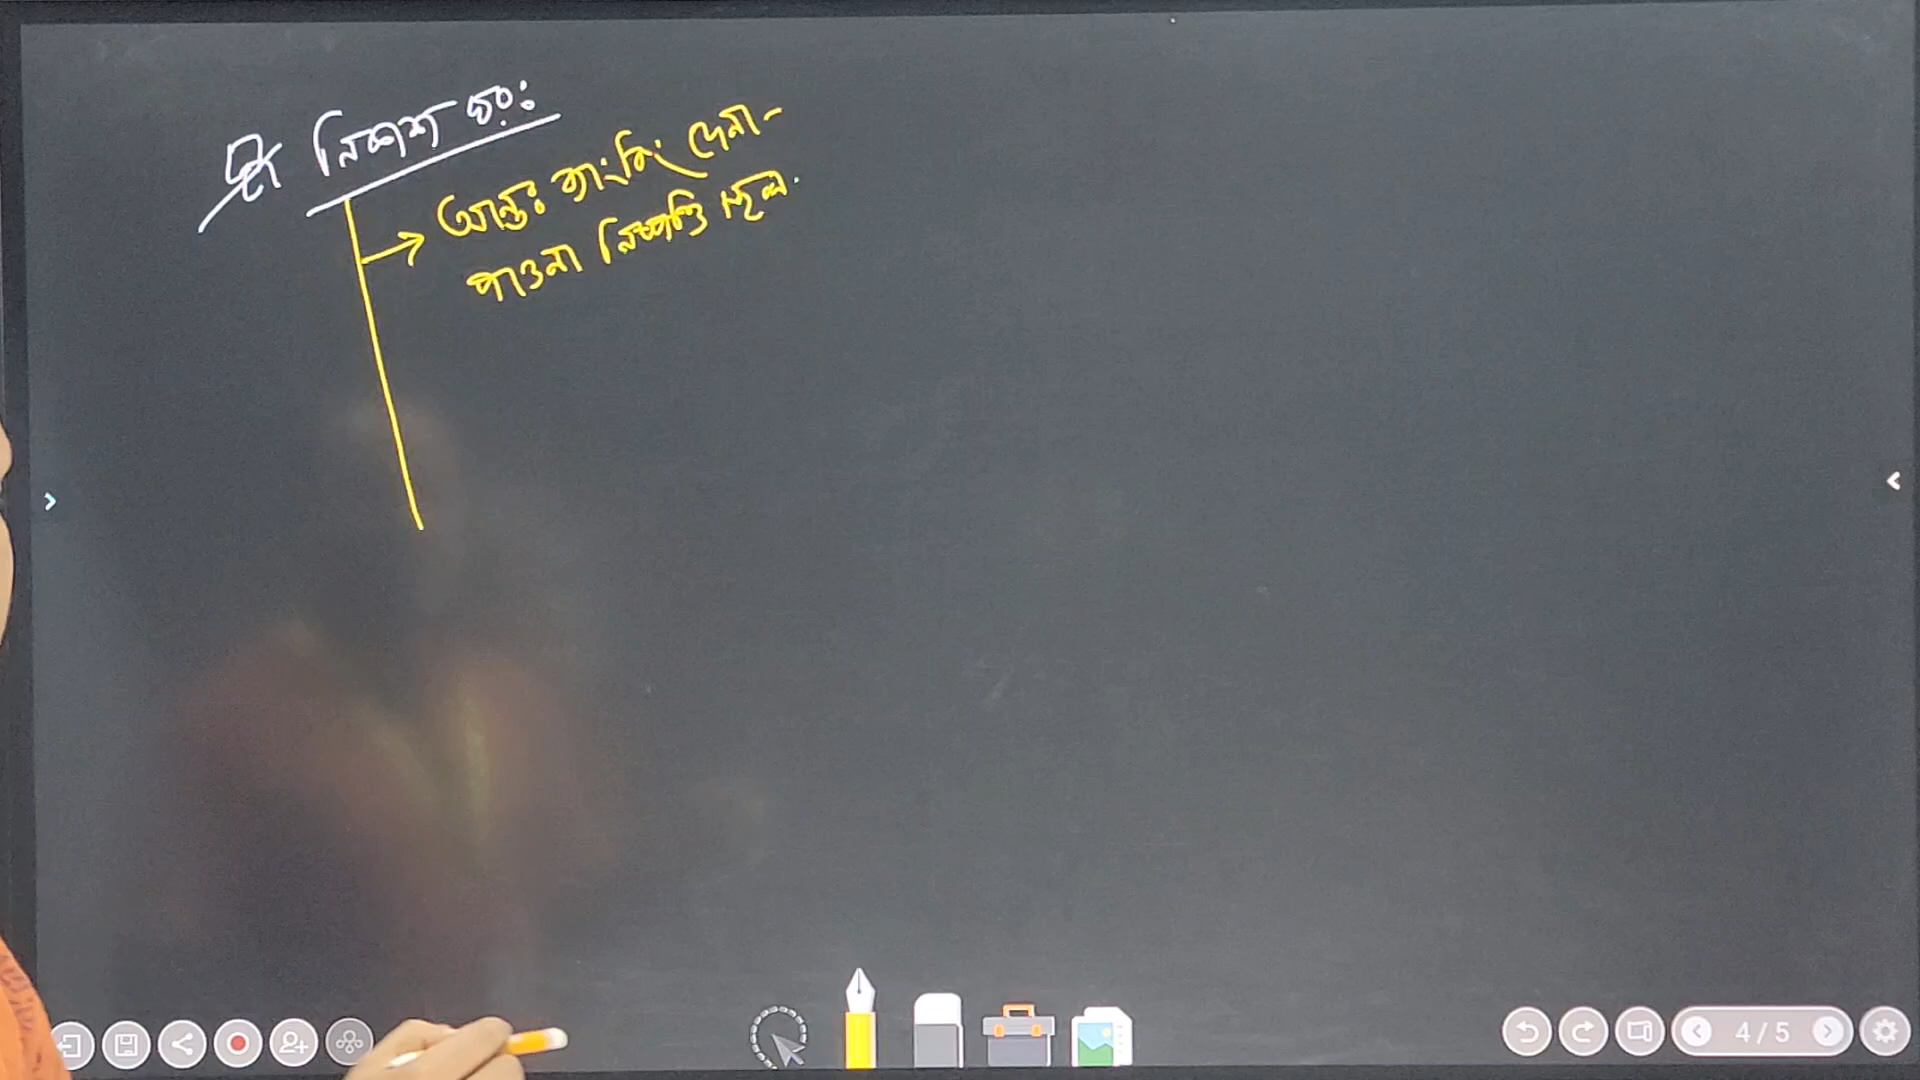 নিকাশ ঘর:
আন্তঃ ব্যাংকিং দেনা-
পাওনা নিষ্পত্তি স্থল.
4/5